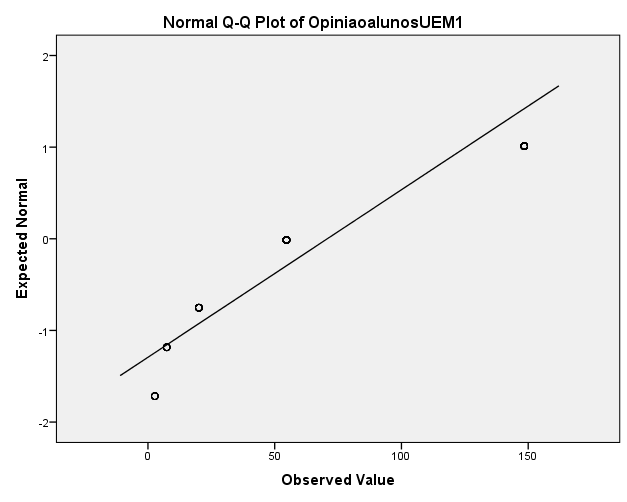 Normal Q-Q Plot of OpiniaoalunosUEM1
2
1
0
-1
-2
Expected Normal
0 50 100 150
Observed Value